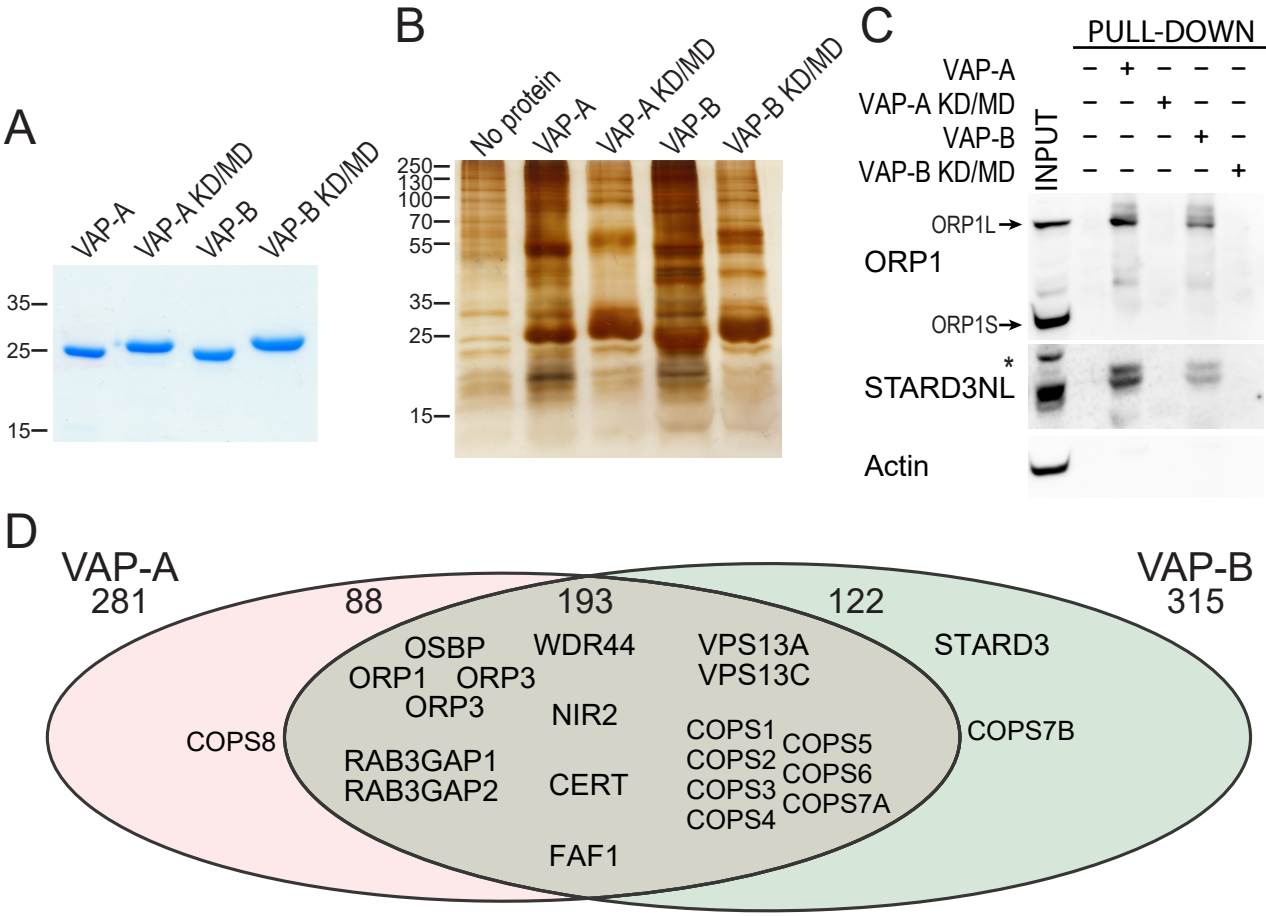 A
VAP-A
VAP-A KD/MD
VAP-B
VAP-B KD/MD
35
25
15
B
No protein
VAP-A
VAP-A KD/MD
VAP-B
VAP-B KD/MD
250
130
100
70
55
35
25
15
C
PULL-DOWN
VAP-A – + – – –
VAP-A KD/MD – – + – –
VAP-B – – – + –
VAP-B KD/MD – – – – +
INPUT
ORP1L
ORP1
ORP1S
*
STARD3NL
Actin
D
VAP-A
VAP-B
281 88 193 122 315
OSBP
ORP1 ORP3
ORP3
WDR44
VPS13A
VPS13C
STARD3
NIR2
COPS8
RAB3GAP1
RAB3GAP2
CERT
FAF1
COPS1
COPS2
COPS3
COPS4
COPS5
COPS6
COPS7A
COPS7B